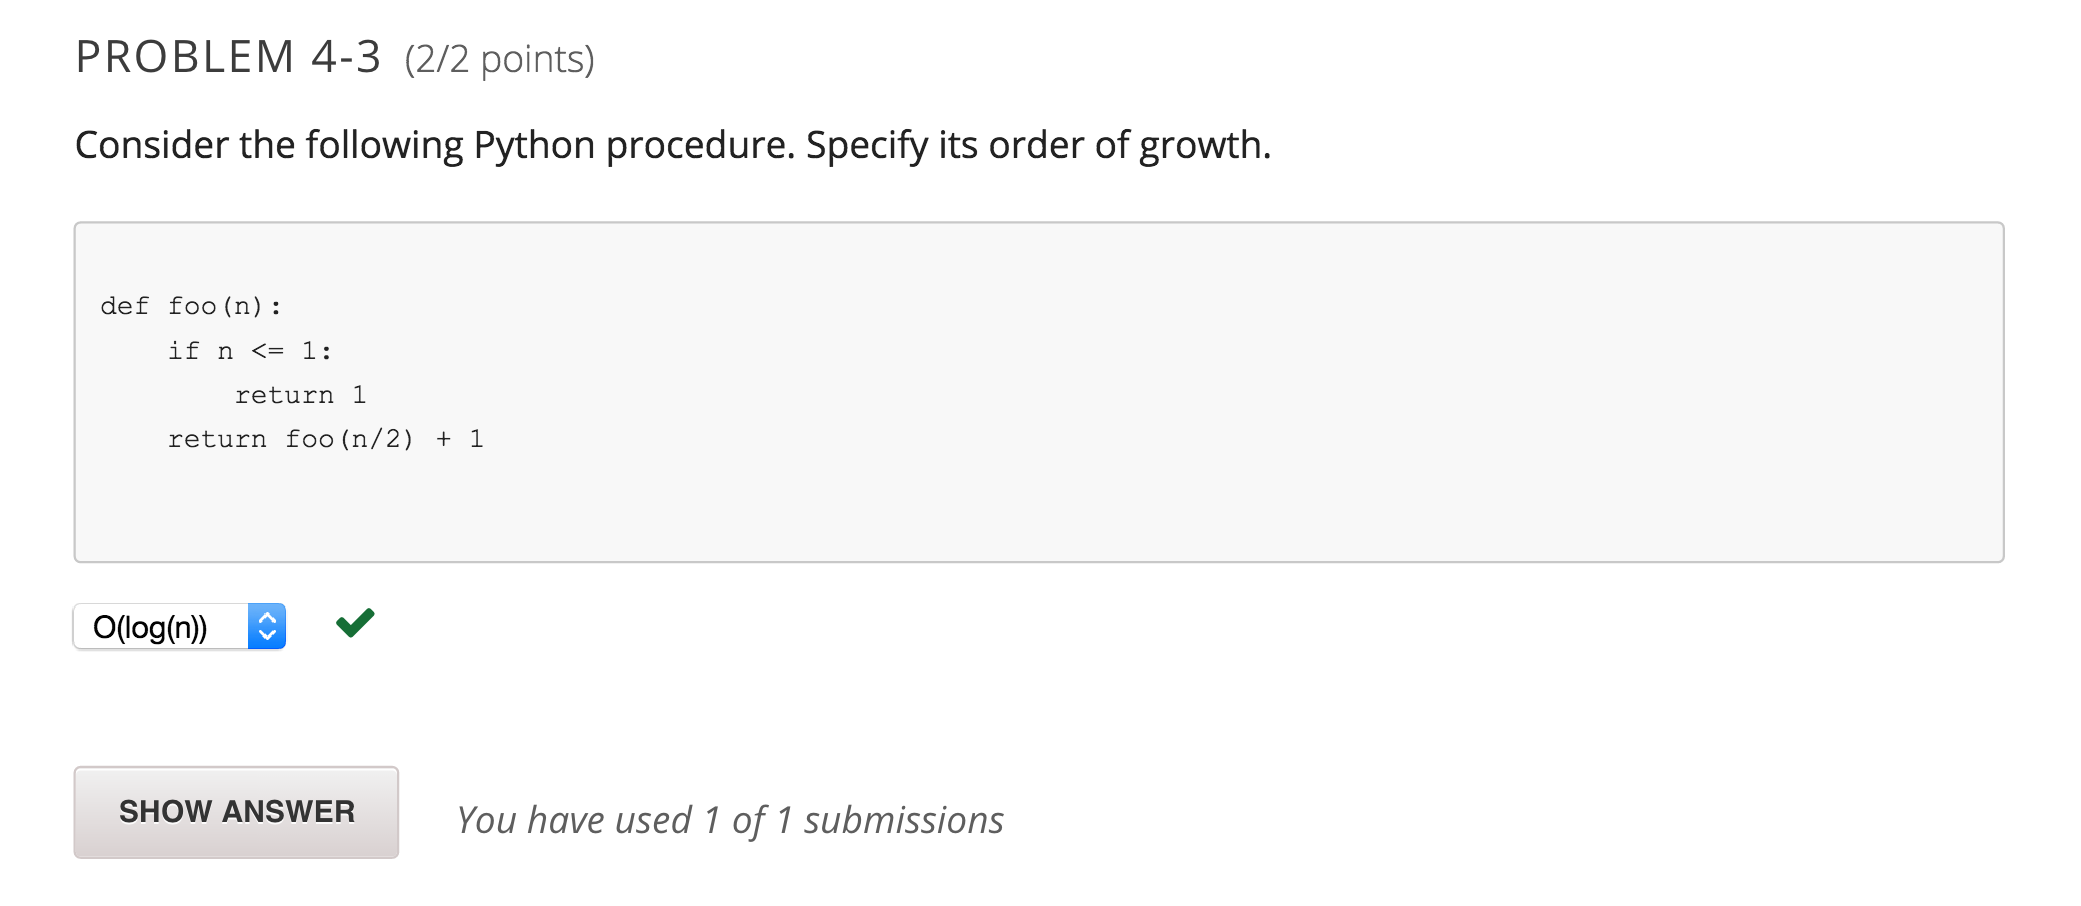 PROBLEM 4-3 (2/2 points)
Consider the following Python procedure. Specify its order of growth.
def foo(n):
    if n <= 1:
        return 1
    return foo(n/2) + 1
O(log(n))
SHOW ANSWER
You have used 1 of 1 submissions